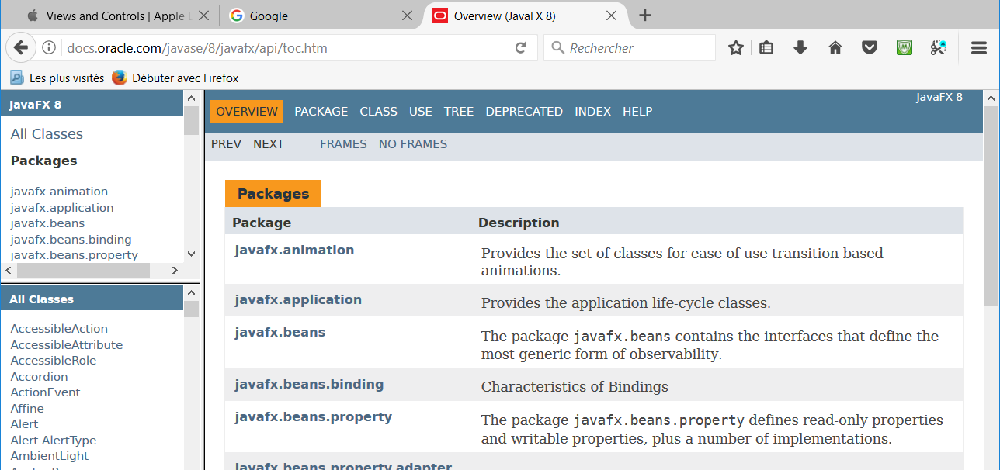 Views and Controls | Apple D
Google
Overview (JavaFX 8)
docs.oracle.com/javase/8/javafx/api/toc.htm
Rechercher
Les plus visités
Débuter avec Firefox
JavaFX 8
All Classes
Packages
javafx.animation
javafx.application
javafx.beans
javafx.beans.binding
javafx.beans.property
All Classes
AccessibleAction
AccessibleAttribute
AccessibleRole
Accordion
ActionEvent
Affine
Alert
Alert.AlertType
AmbientLight
JavaFX 8
OVERVIEW PACKAGE CLASS USE TREE DEPRECATED INDEX HELP
PREV NEXT FRAMES NO FRAMES
Packages
Package Description
javafx.animation Provides the set of classes for ease of use transition based
animations.
javafx.application Provides the application life-cycle classes.
javafx.beans The package javafx.beans contains the interfaces that define the
most generic form of observability.
javafx.beans.binding Characteristics of Bindings
javafx.beans.property The package javafx.beans.property defines read-only properties
and writable properties, plus a number of implementations.
javafx.beans.property.adapter